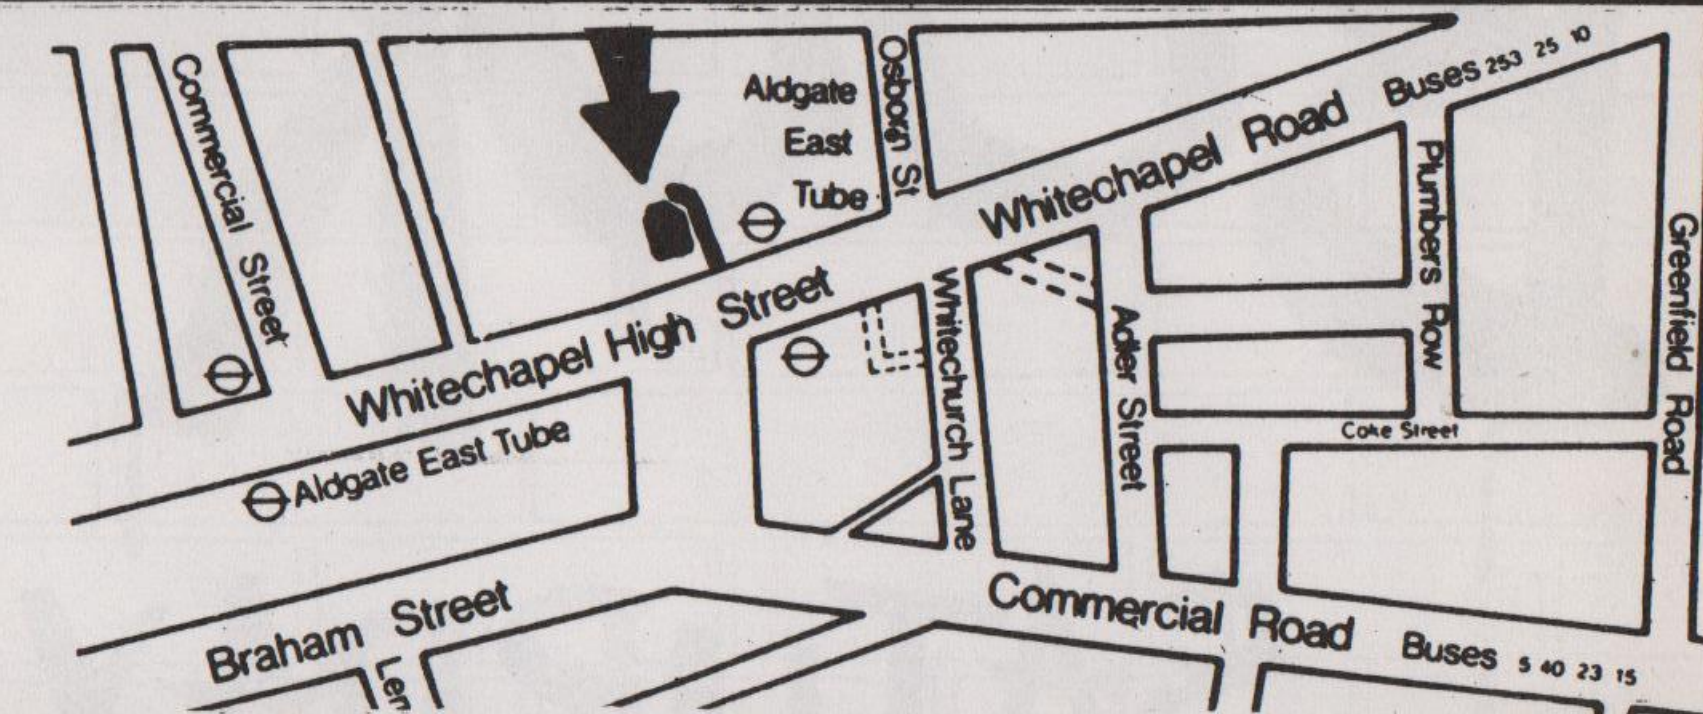 Commercial Street
Aldgate
East
Tube
Osborn St
Whitechapel Road
Buses 253 25 10
Plumbers Row
Greenfield Road
Whitechapel High Street
Whitechurch Lane
Adler Street
Coke Street
Aldgate East Tube
Braham Street
Lem
Commercial Road
Buses 5 40 23 15